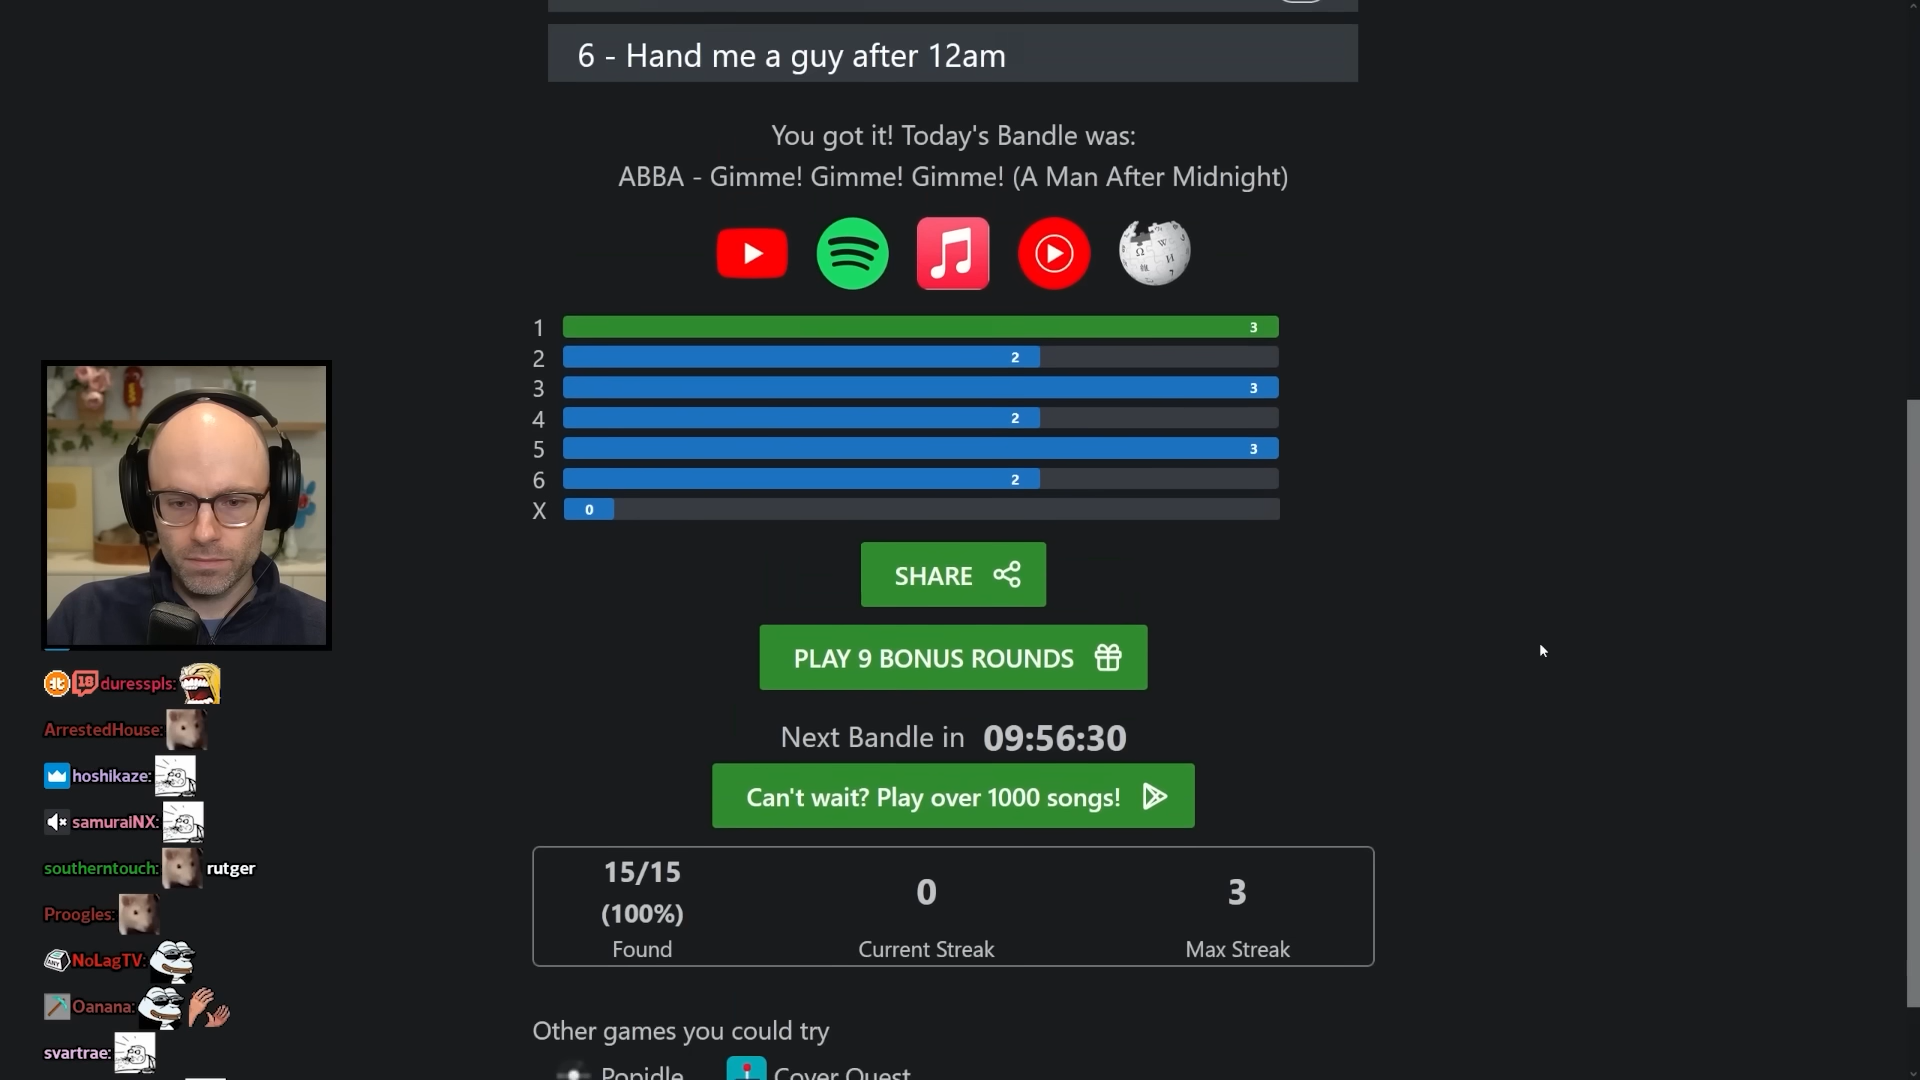 6 - Hand me a guy after 12am
You got it! Today's Bandle was:
ABBA - Gimme! Gimme! Gimme! (A Man After Midnight)
1 3
2 2
3 3
4 2
5 3
6 2
X 0
SHARE
PLAY 9 BONUS ROUNDS
Next Bandle in 09:56:30
Can't wait? Play over 1000 songs!
15/15
(100%)
Found
0
Current Streak
3
Max Streak
Other games you could try
Popidle Cover Quest
duresspls:
ArrestedHouse:
hoshikaze:
samuraiNX:
southerntouch: rutger
Proogles:
NoLagTV:
Oanana:
svartrae: